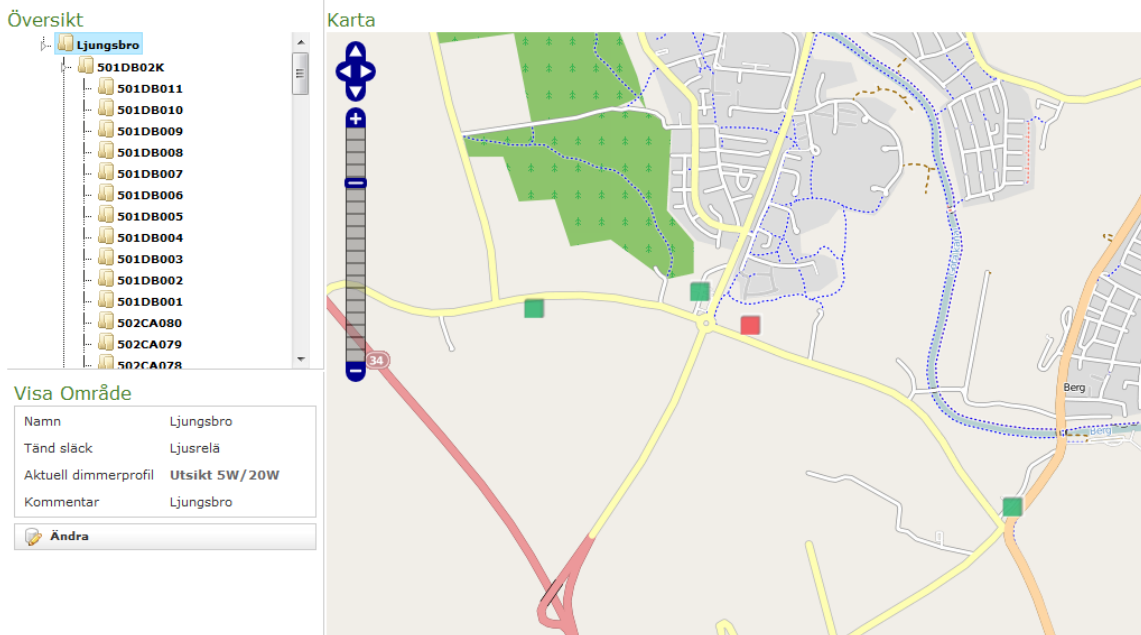 Översikt
Ljungsbro
501DB02K
501DB011
501DB010
501DB009
501DB008
501DB007
501DB006
501DB005
501DB004
501DB003
501DB002
501DB001
502CA080
502CA079
502CA078
Visa Område
Namn Ljungsbro
Tänd släck Ljusrelä
Aktuell dimmerprofil Utsikt 5W/20W
Kommentar Ljungsbro
Ändra
Karta
34
Berg
Berg